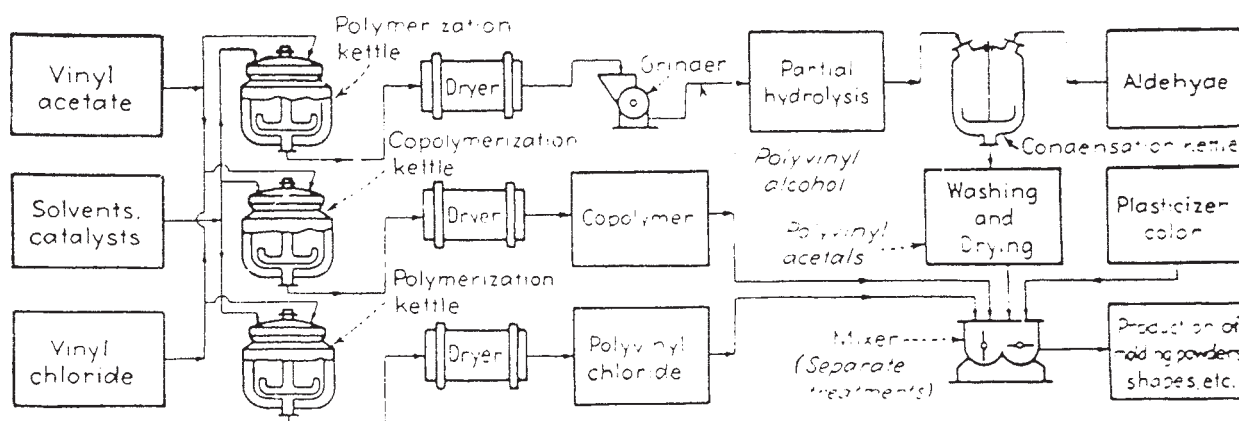 Polymerization
kettle
Vinyl
acetate
Dryer
Grinder
Partial
hydrolysis
Aldehyde
Copolymerization
kettle
Condensation kettle
Polyvinyl
alcohol
Solvents,
catalysts
Dryer
Copolymer
Washing
and
Drying
Plasticizer
color
Polyvinyl
acetals
Polymerization
kettle
Vinyl
chloride
Dryer
Polyvinyl
chloride
Mixer
(Separate
treatments)
Production of
molding powders,
shapes, etc.